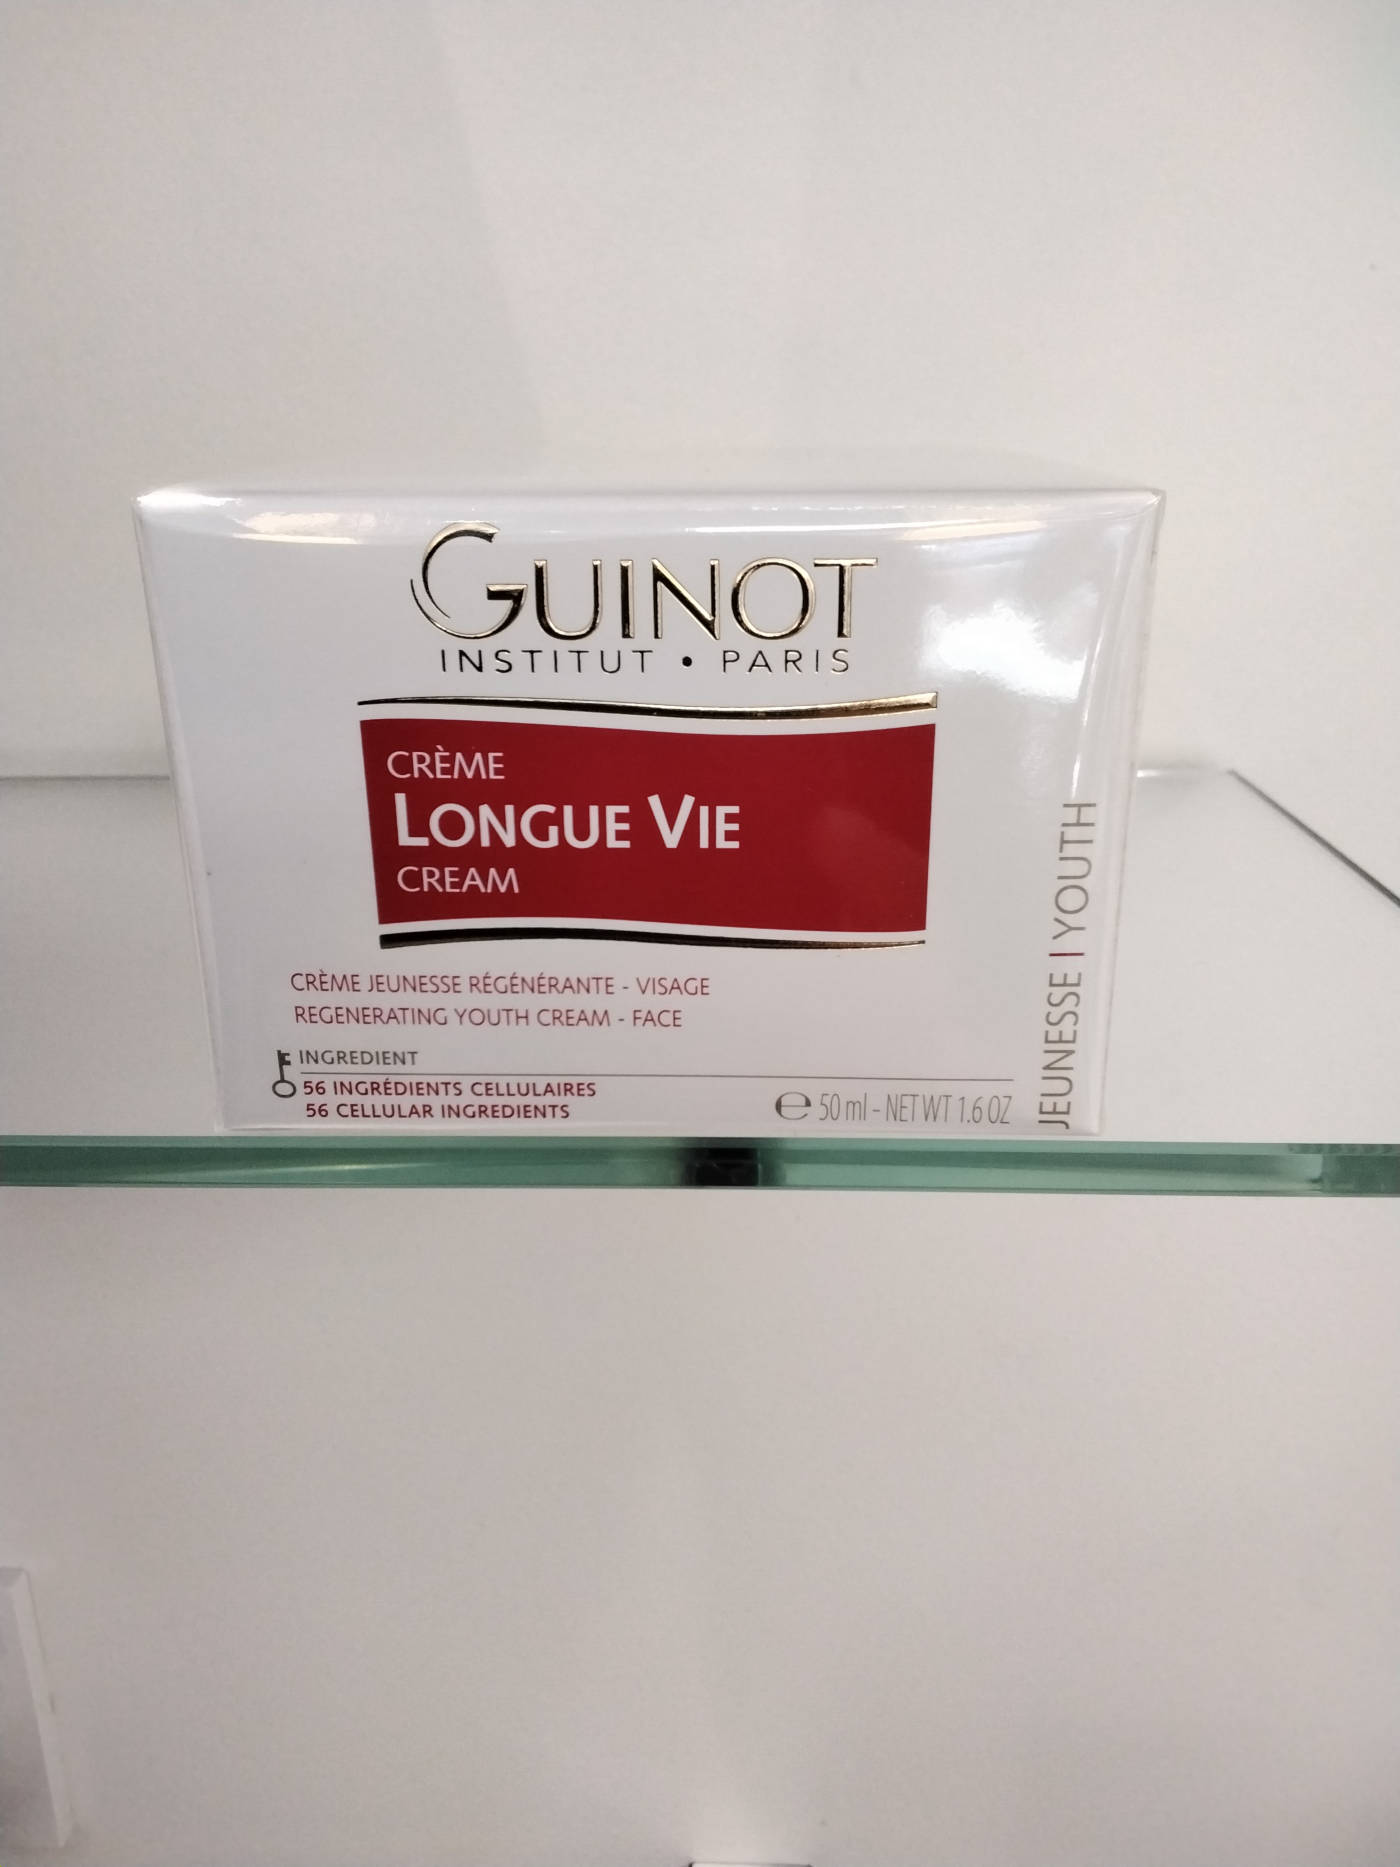 GUINOT
INSTITUT • PARIS
CRÈME
LONGUE VIE
CREAM
CRÈME JEUNESSE RÉGÉNÉRANTE - VISAGE
REGENERATING YOUTH CREAM - FACE
INGREDIENT
56 INGRÉDIENTS CELLULAIRES
56 CELLULAR INGREDIENTS
℮ 50 ml - NET WT 1.6 OZ
JEUNESSE | YOUTH